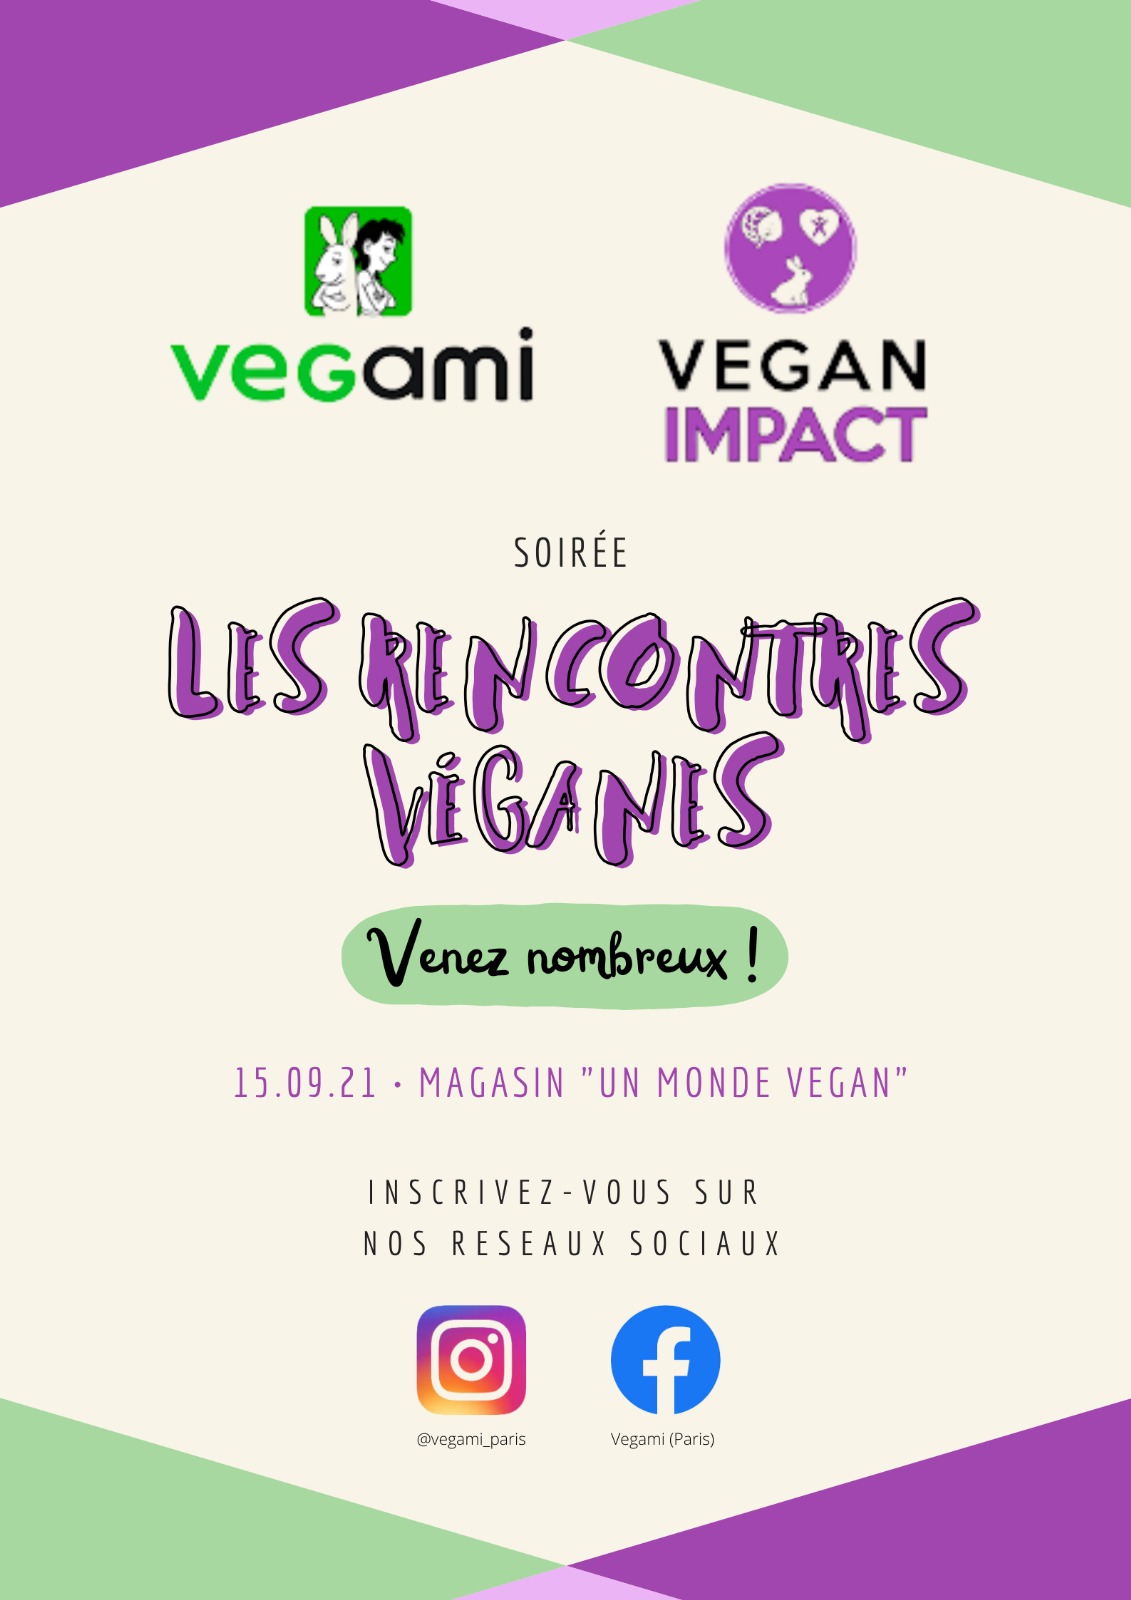 vegami
VEGAN
IMPACT
SOIRÉE
LES RENCONTRES
VÉGANES
Venez nombreux !
15.09.21 • MAGASIN "UN MONDE VEGAN"
INSCRIVEZ-VOUS SUR
NOS RESEAUX SOCIAUX
@vegami_paris
Vegami (Paris)